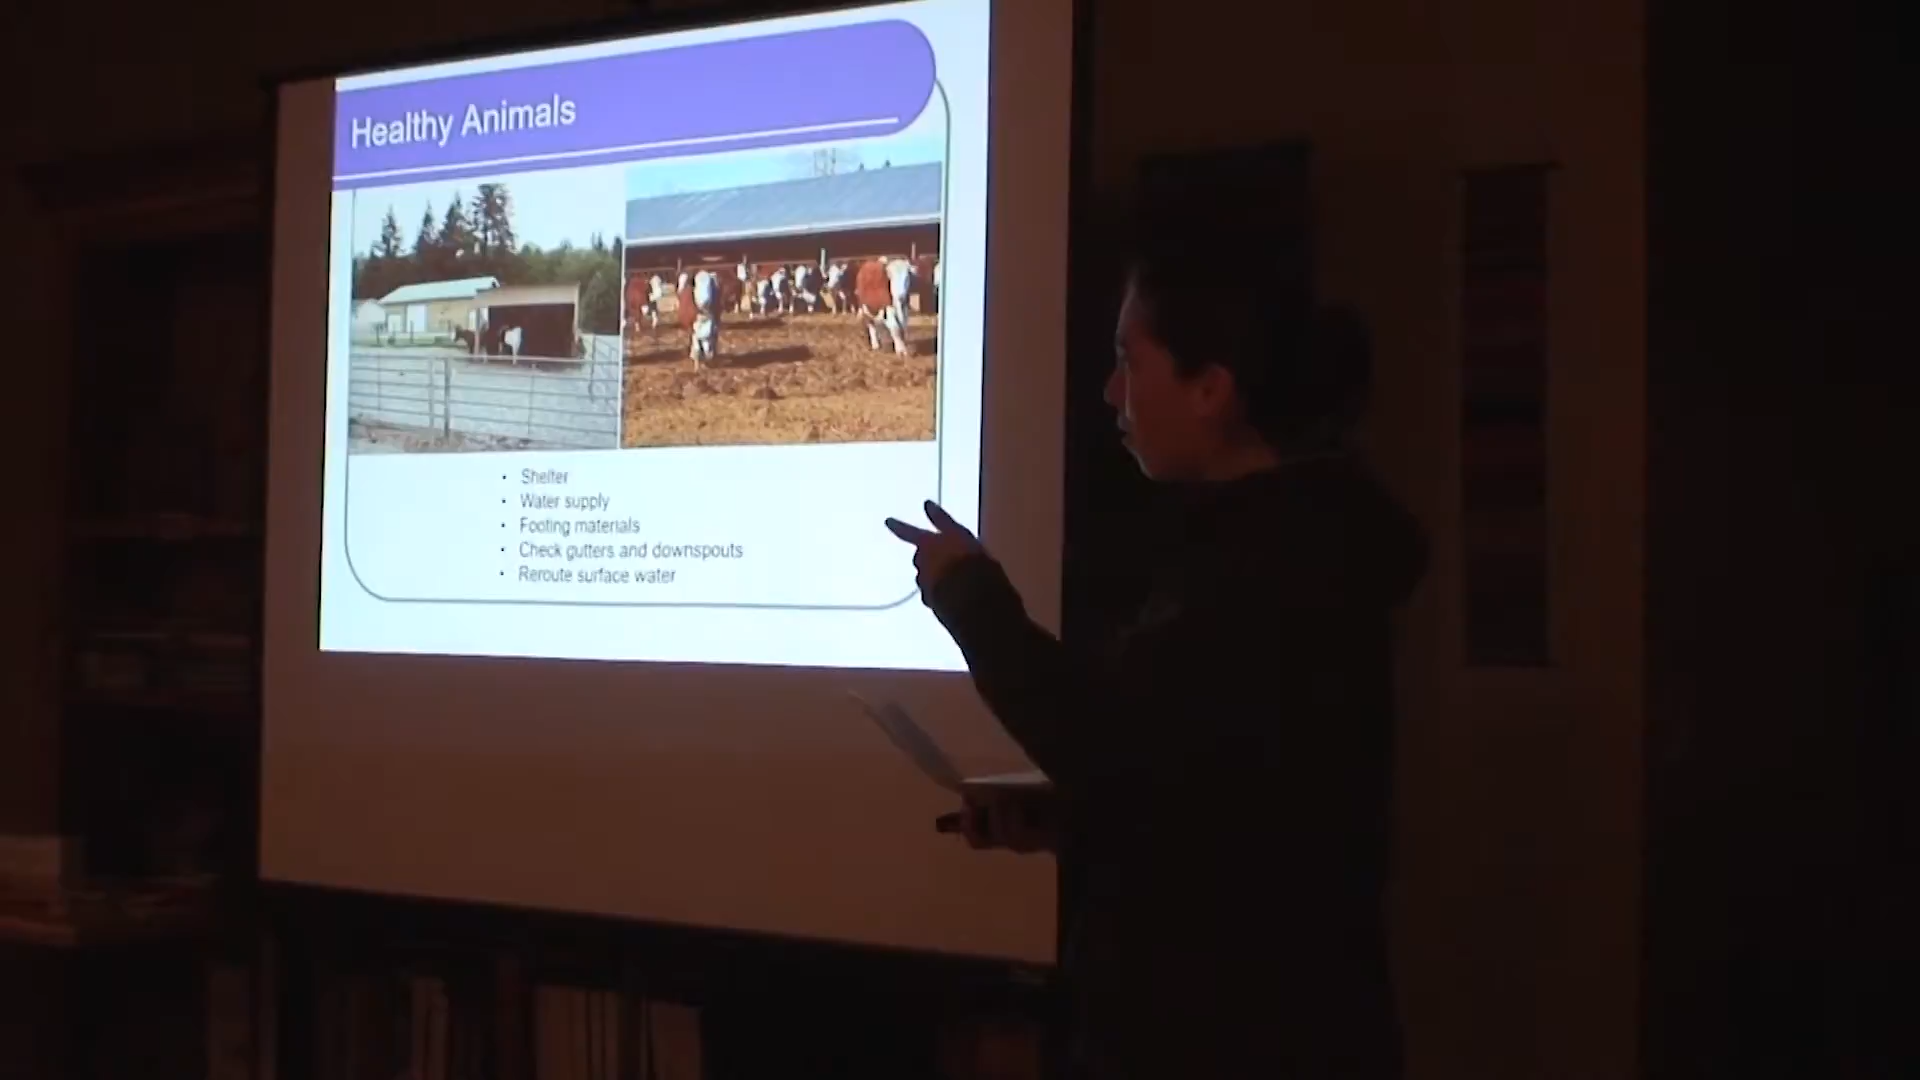 Healthy Animals
• Shelter
• Water supply
• Footing materials
• Check gutters and downspouts
• Reroute surface water